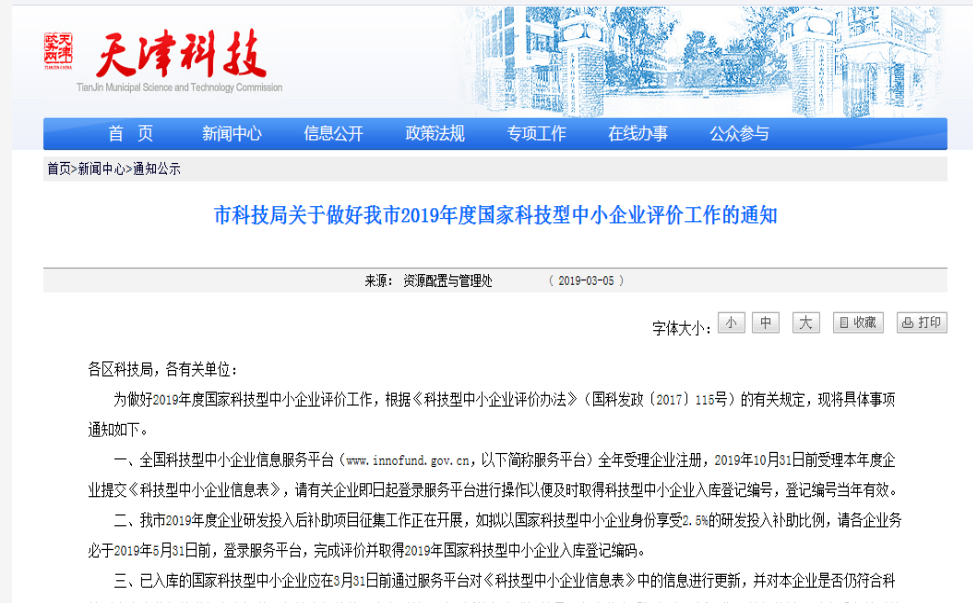 天津科技
TianJin Municipal Science and Technology Commission
首 页 新闻中心 信息公开 政策法规 专项工作 在线办事 公众参与
首页>新闻中心>通知公示
市科技局关于做好我市2019年度国家科技型中小企业评价工作的通知
来源: 资源配置与管理处 ( 2019-03-05 )
字体大小: 小 中 大 收藏 打印
各区科技局，各有关单位:
为做好2019年度国家科技型中小企业评价工作，根据《科技型中小企业评价办法》（国科发政〔2017〕115号）的有关规定，现将具体事项
通知如下。
一、全国科技型中小企业信息服务平台（www.innofund.gov.cn，以下简称服务平台）全年受理企业注册，2019年10月31日前受理本年度企
业提交《科技型中小企业信息表》，请有关企业即日起登录服务平台进行操作以便及时取得科技型中小企业入库登记编号，登记编号当年有效。
二、我市2019年度企业研发投入后补助项目征集工作正在开展，如拟以国家科技型中小企业身份享受2.5%的研发投入补助比例，请各企业务
必于2019年5月31日前，登录服务平台，完成评价并取得2019年国家科技型中小企业入库登记编码。
三、已入库的国家科技型中小企业应在3月31日前通过服务平台对《科技型中小企业信息表》中的信息进行更新，并对本企业是否仍符合科